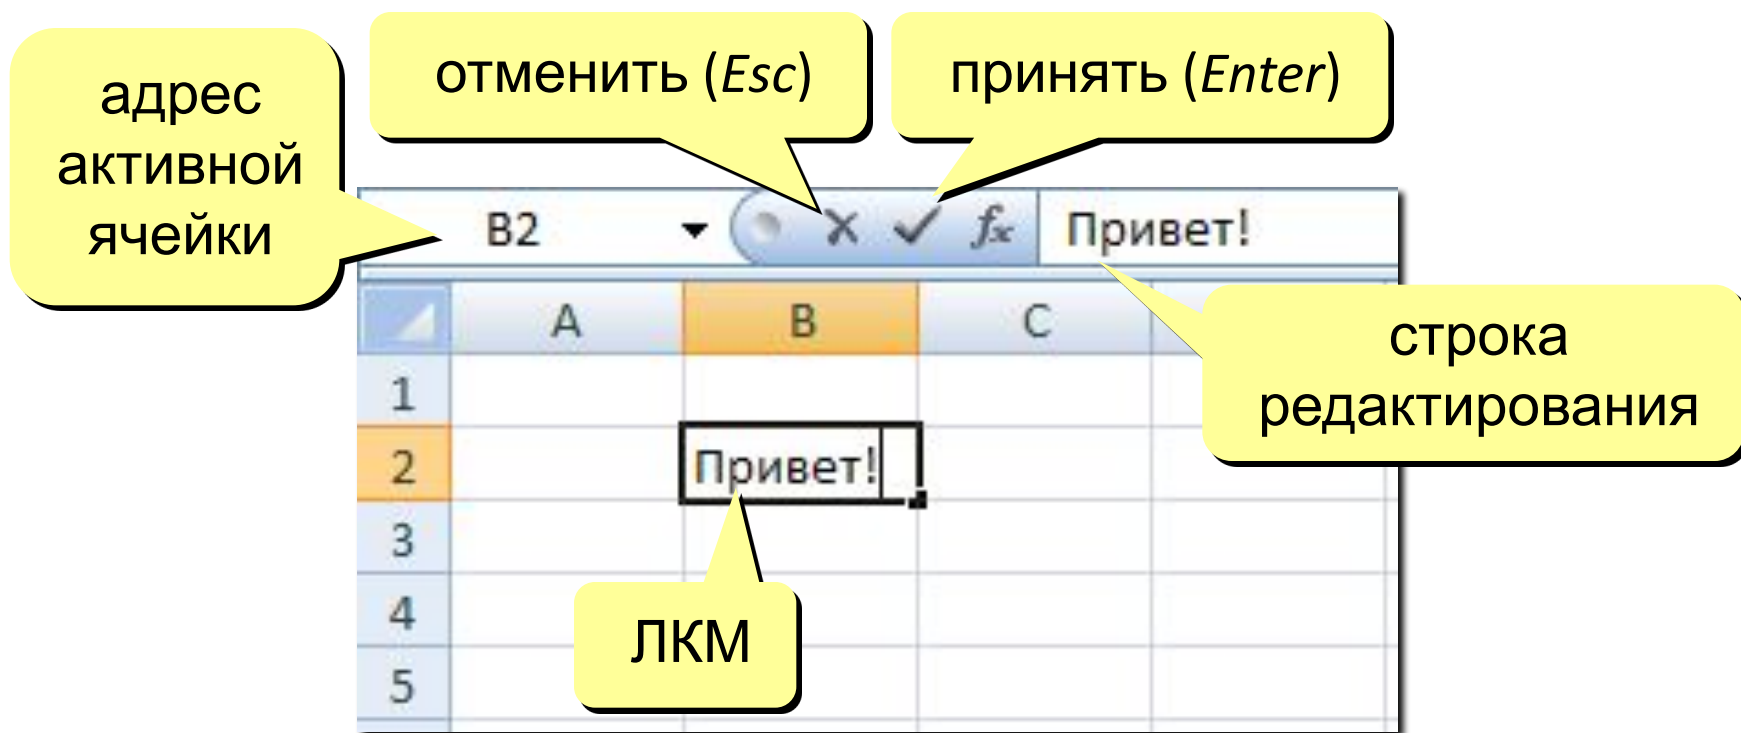 адрес
активной
ячейки
отменить (Esc)
принять (Enter)
B2
fx
Привет!
A B C
строка
редактирования
1
2 Привет!
3
4
5
ЛКМ